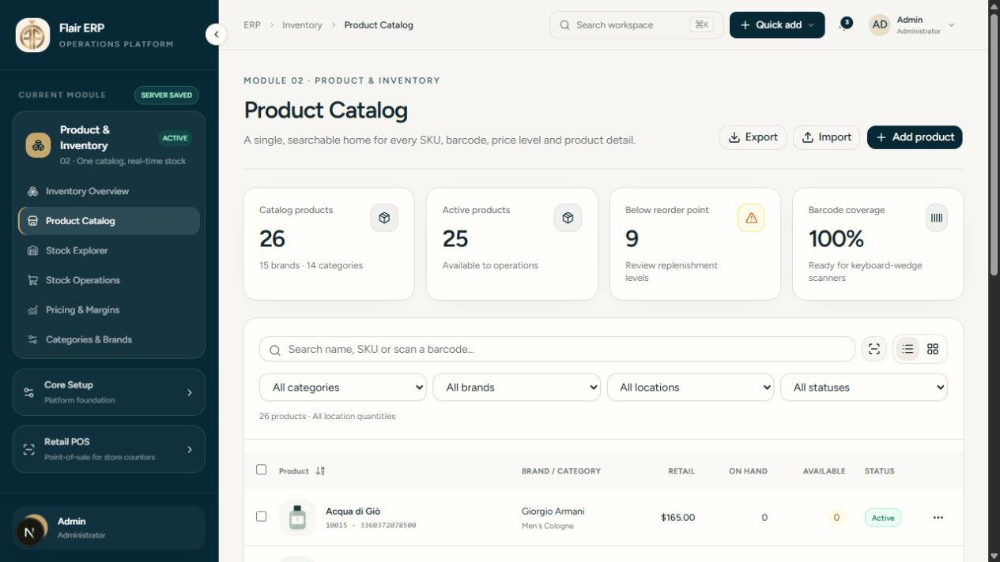 Flair ERP
OPERATIONS PLATFORM
CURRENT MODULE
SERVER SAVED
Product &
Inventory
ACTIVE
02 · One catalog, real-time stock
Inventory Overview
Product Catalog
Stock Explorer
Stock Operations
Pricing & Margins
Categories & Brands
Core Setup
Platform foundation
Retail POS
Point-of-sale for store counters
N
Admin
Administrator
ERP > Inventory > Product Catalog
Search workspace
⌘K
+ Quick add
3
AD
Admin
Administrator
MODULE 02 · PRODUCT & INVENTORY
Product Catalog
A single, searchable home for every SKU, barcode, price level and product detail.
Export
Import
+ Add product
Catalog products
26
15 brands · 14 categories
Active products
25
Available to operations
Below reorder point
9
Review replenishment
levels
Barcode coverage
100%
Ready for keyboard-wedge
scanners
Search name, SKU or scan a barcode...
All categories
All brands
All locations
All statuses
26 products · All location quantities
Product
BRAND / CATEGORY
RETAIL
ON HAND
AVAILABLE
STATUS
Acqua di Giò
10015 · 3360372078500
Giorgio Armani
Men's Cologne
$165.00
0
0
Active